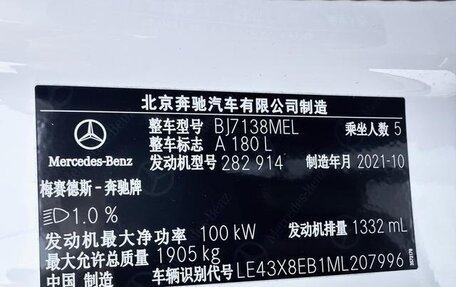 北京奔驰汽车有限公司制造
整车型号 BJ7138MEL 乘坐人数 5
整车标志 A 180 L
Mercedes-Benz
发动机型号 282 914 制造年月 2021-10
梅赛德斯-奔驰牌
1.0 %
发动机最大净功率 100 kW 发动机排量 1332 mL
最大允许总质量 1905 kg
中国 制造 车辆识别代号 LE43X8EB1ML207996